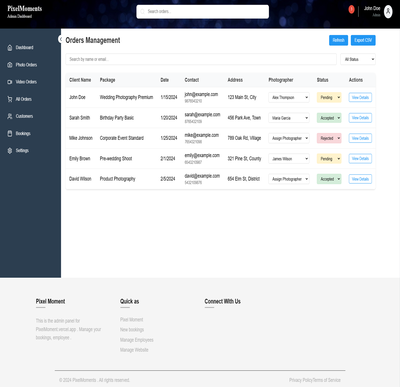 PixelMoments
Admin Dashboard
Search orders..
John Doe
Admin
Dashboard
Photo Orders
Video Orders
All Orders
Customers
Bookings
Settings
Orders Management
Refresh
Export CSV
Search by name or email..
All Status
Client Name Package Date Contact Address Photographer Status Actions
John Doe Wedding Photography Premium 1/15/2024 john@example.com 123 Main St, City Alex Thompson Pending View Details
9876543210
Sarah Smith Birthday Party Basic 1/20/2024 sarah@example.com 456 Park Ave, Town Maria Garcia Accepted View Details
Mike Johnson Corporate Event Standard 1/25/2024 mike@example.com 789 Oak Rd, Village Assign Photographer Rejected View Details
Emily Brown Pre-wedding Shoot 2/1/2024 emily@example.com 321 Pine St, County James Wilson Pending View Details
David Wilson Product Photography 2/5/2024 david@example.com 654 Elm St, District Assign Photographer Accepted View Details
Pixel Moment
This is the admin panel for
PixelMoment annual app . Manage your
bookings, employee..
Quick as
Pixel Moment
New bookings
Manage Employees
Manage Website
Connect With Us
© 2024 PixelMoments . All rights reserved
Privacy Policy Terms of Service